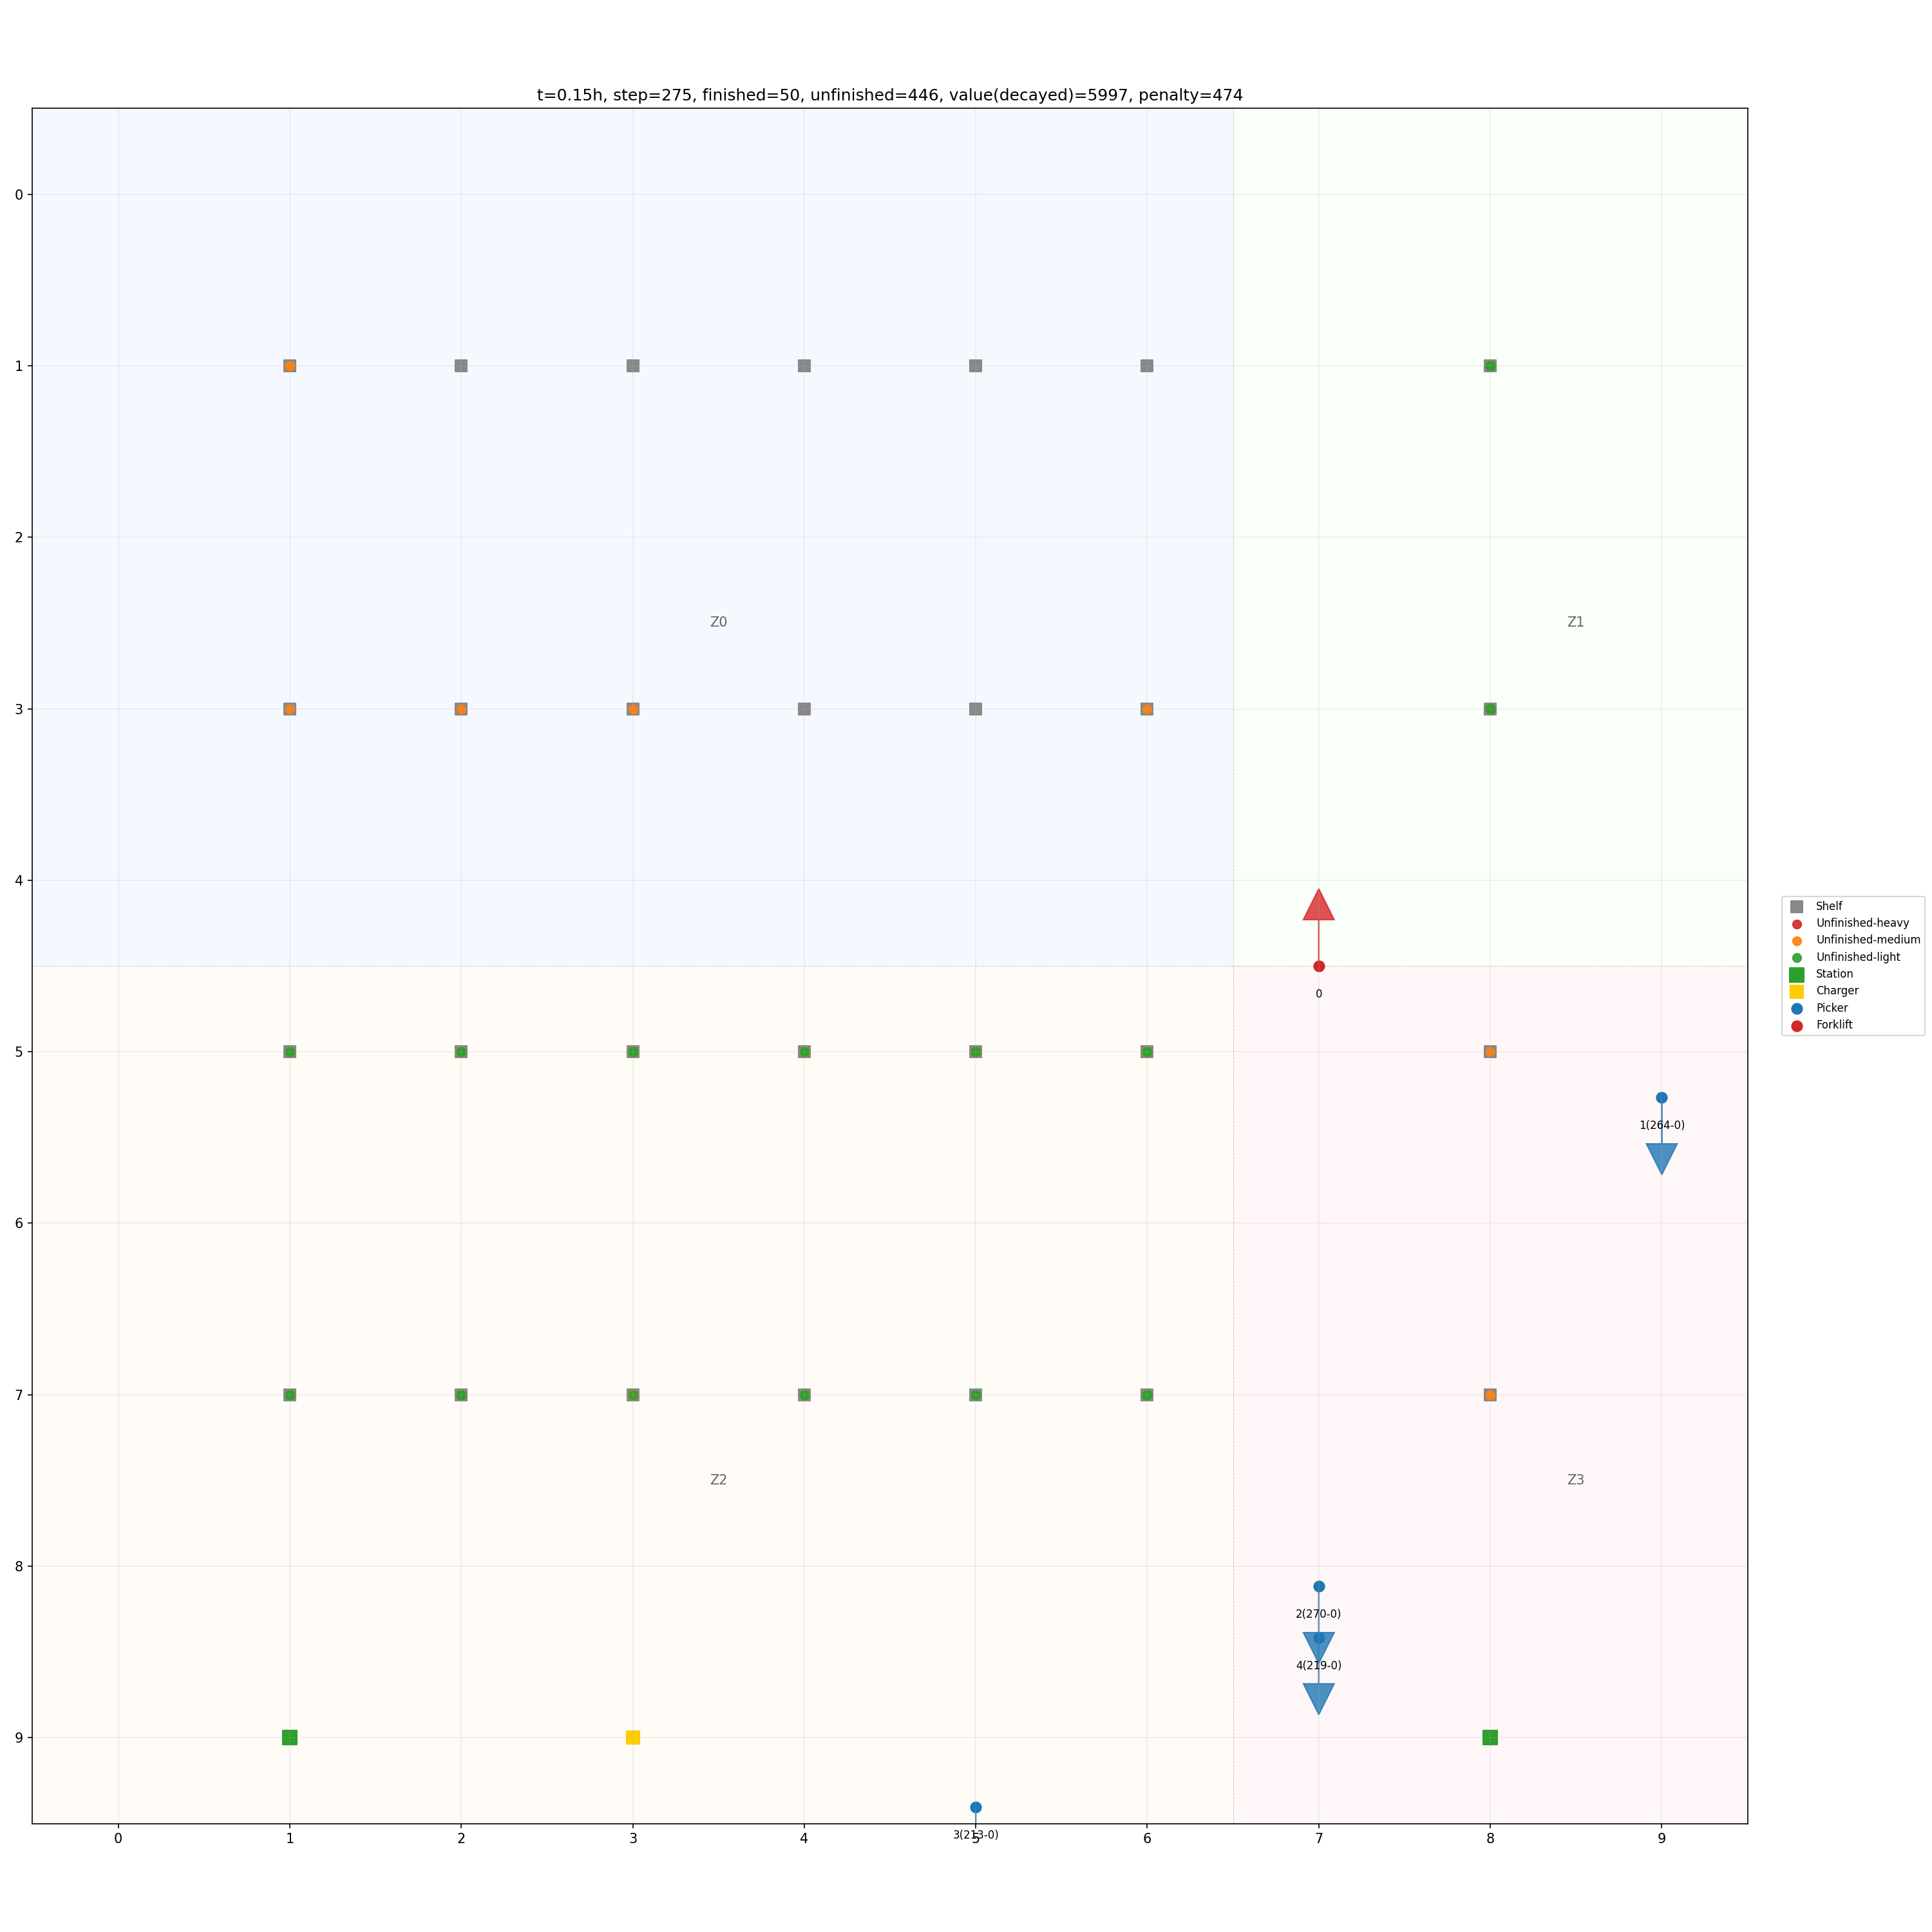 t=0.15h, step=275, finished=50, unfinished=446, value(decayed)=5997, penalty=474
0
1
2
Z0
Z1
3
4
0
Shelf
Unfinished-heavy
Unfinished-medium
Unfinished-light
Station
Charger
Picker
Forklift
5
1(264-0)
6
7
Z2
Z3
8
2(270-0)
4(219-0)
9
3(213-0)
0
1
2
3
4
5
6
7
8
9